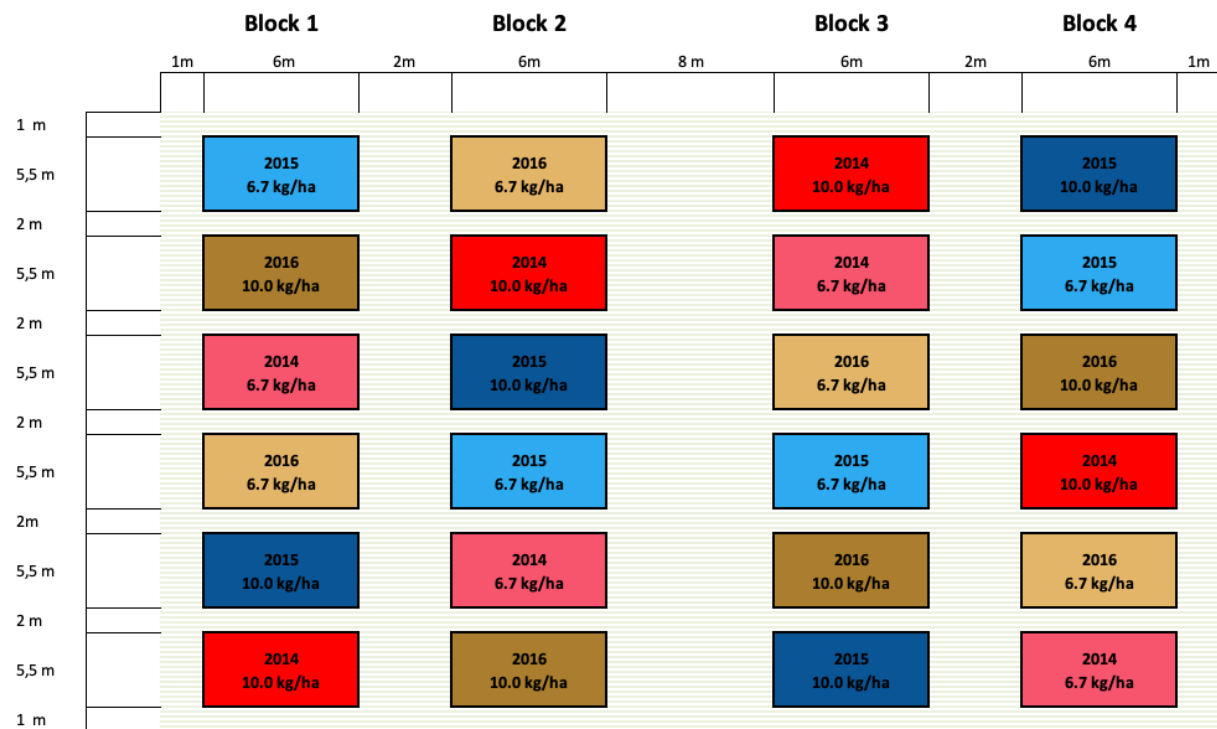 Block 1 Block 2 Block 3 Block 4
1m 6m 2m 6m 8 m 6m 2m 6m 1m
1 m
5,5 m
2015 2016 2014 2015
6.7 kg/ha 6.7 kg/ha 10.0 kg/ha 10.0 kg/ha
2 m
5,5 m
2016 2014 2014 2015
10.0 kg/ha 10.0 kg/ha 6.7 kg/ha 6.7 kg/ha
2 m
5,5 m
2014 2015 2016 2016
6.7 kg/ha 10.0 kg/ha 6.7 kg/ha 10.0 kg/ha
2 m
5,5 m
2016 2015 2015 2014
6.7 kg/ha 6.7 kg/ha 6.7 kg/ha 10.0 kg/ha
2m
5,5 m
2015 2014 2016 2016
10.0 kg/ha 6.7 kg/ha 10.0 kg/ha 6.7 kg/ha
2 m
5,5 m
2014 2016 2015 2014
10.0 kg/ha 10.0 kg/ha 10.0 kg/ha 6.7 kg/ha
1 m